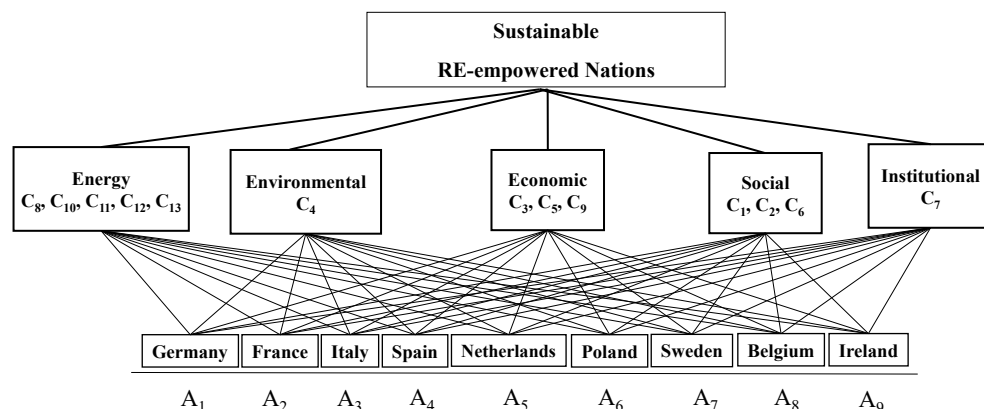 Sustainable
RE-empowered Nations
Energy
C₈, C₁₀, C₁₁, C₁₂, C₁₃
Environmental
C₄
Economic
C₃, C₅, C₉
Social
C₁, C₂, C₆
Institutional
C₇
Germany France Italy Spain Netherlands Poland Sweden Belgium Ireland
A₁ A₂ A₃ A₄ A₅ A₆ A₇ A₈ A₉